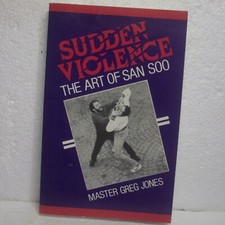 SUDDEN
VIOLENCE
THE ART OF SAN SOO
MASTER GREG JONES